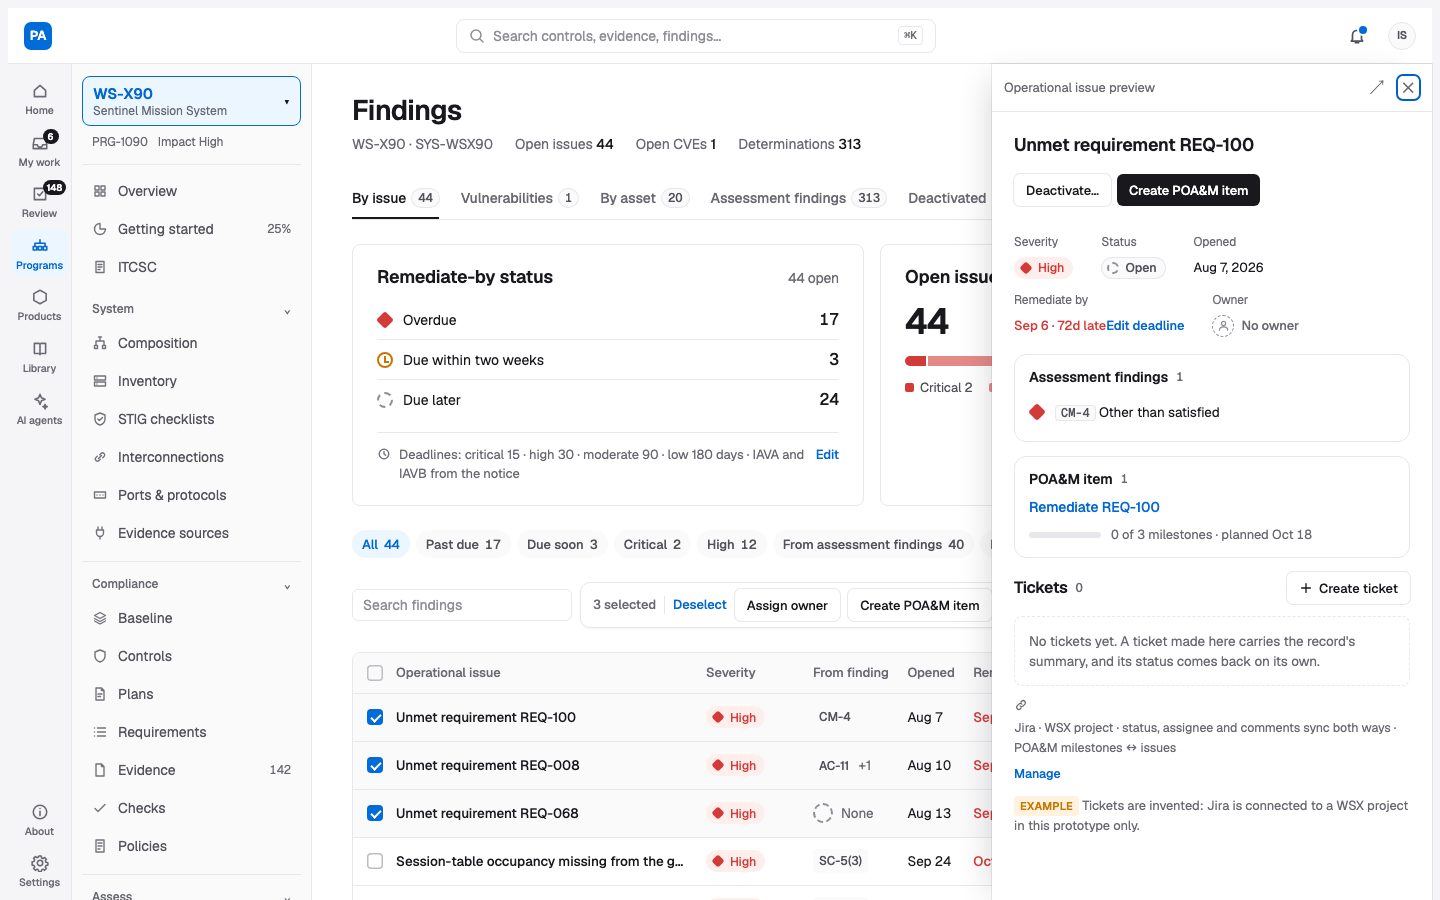 PA
Search controls, evidence, findings...
⌘K
IS
Home
6
My work
148
Review
Programs
Products
Library
AI agents
About
Settings
WS-X90
Sentinel Mission System
PRG-1090 Impact High
Overview
Getting started 25%
ITCSC
System
Composition
Inventory
STIG checklists
Interconnections
Ports & protocols
Evidence sources
Compliance
Baseline
Controls
Plans
Requirements
Evidence 142
Checks
Policies
Assess
Findings
WS-X90 · SYS-WSX90 Open issues 44 Open CVEs 1 Determinations 313
By issue 44 Vulnerabilities 1 By asset 20 Assessment findings 313 Deactivated
Remediate-by status 44 open
Overdue 17
Due within two weeks 3
Due later 24
Deadlines: critical 15 · high 30 · moderate 90 · low 180 days · IAVA and Edit
IAVB from the notice
Open issue
44
Critical 2
All 44 Past due 17 Due soon 3 Critical 2 High 12 From assessment findings 40
Search findings
3 selected Deselect Assign owner Create POA&M item
Operational issue Severity From finding Opened
Unmet requirement REQ-100 High CM-4 Aug 7
Unmet requirement REQ-008 High AC-11 +1 Aug 10
Unmet requirement REQ-068 High None Aug 13
Session-table occupancy missing from the g... High SC-5(3) Sep 24
Operational issue preview
Unmet requirement REQ-100
Deactivate... Create POA&M item
Severity Status Opened
High Open Aug 7, 2026
Remediate by Owner
Sep 6 · 72d lateEdit deadline No owner
Assessment findings 1
CM-4 Other than satisfied
POA&M item 1
Remediate REQ-100
0 of 3 milestones · planned Oct 18
Tickets 0 + Create ticket
No tickets yet. A ticket made here carries the record's
summary, and its status comes back on its own.
Jira · WSX project · status, assignee and comments sync both ways ·
POA&M milestones ↔ issues
Manage
EXAMPLE Tickets are invented: Jira is connected to a WSX project
in this prototype only.